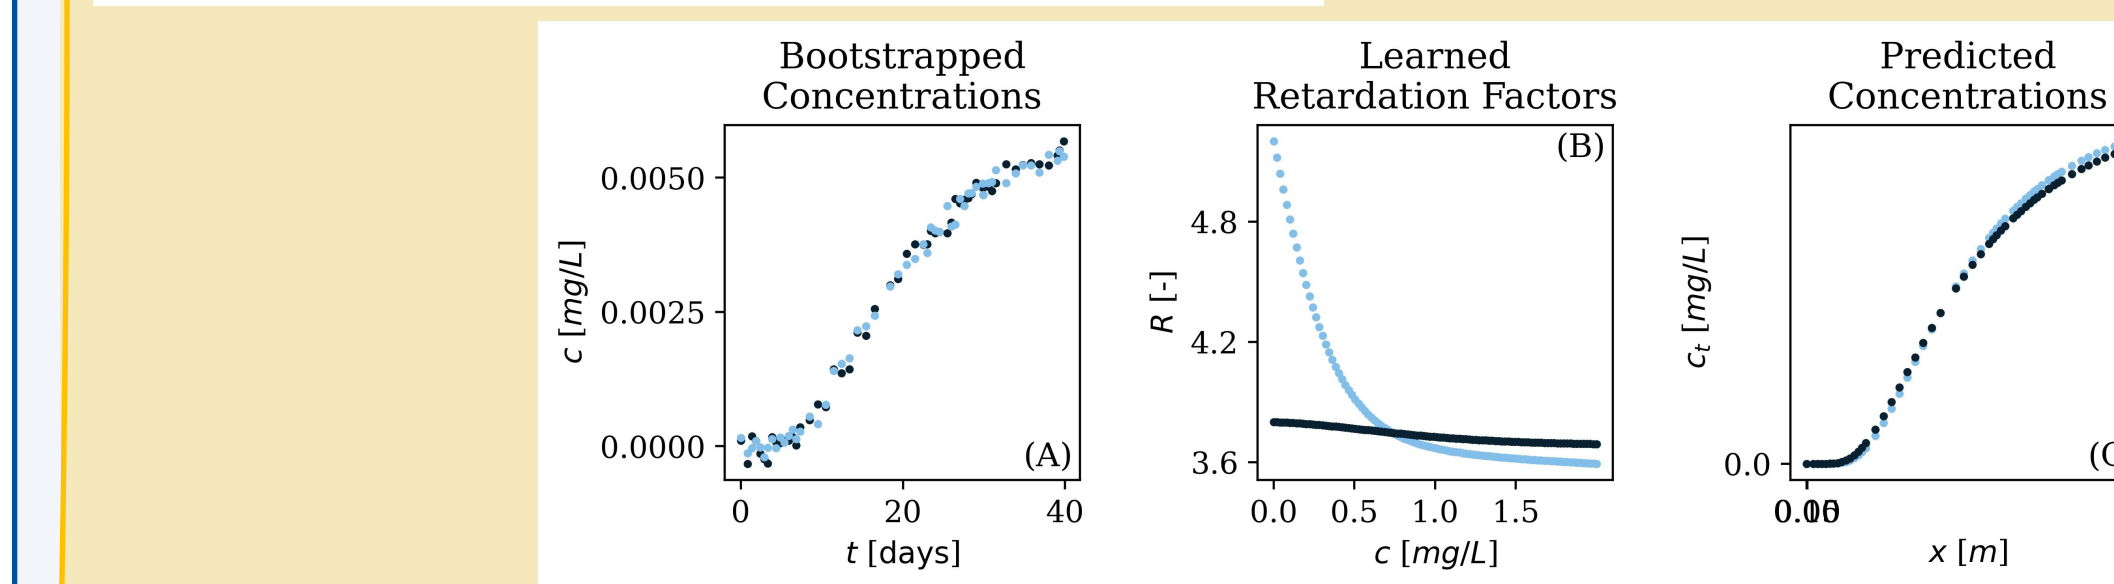 Bootstrapped
Concentrations
0.0050
0.0025
0.0000
c [mg/L]
(A)
0 20 40
t [days]
Learned
Retardation Factors
(B)
4.8
4.2
3.6
R [-]
0.0 0.5 1.0 1.5
c [mg/L]
Predicted
Concentrations
c_t [mg/L]
0.0
x [m]